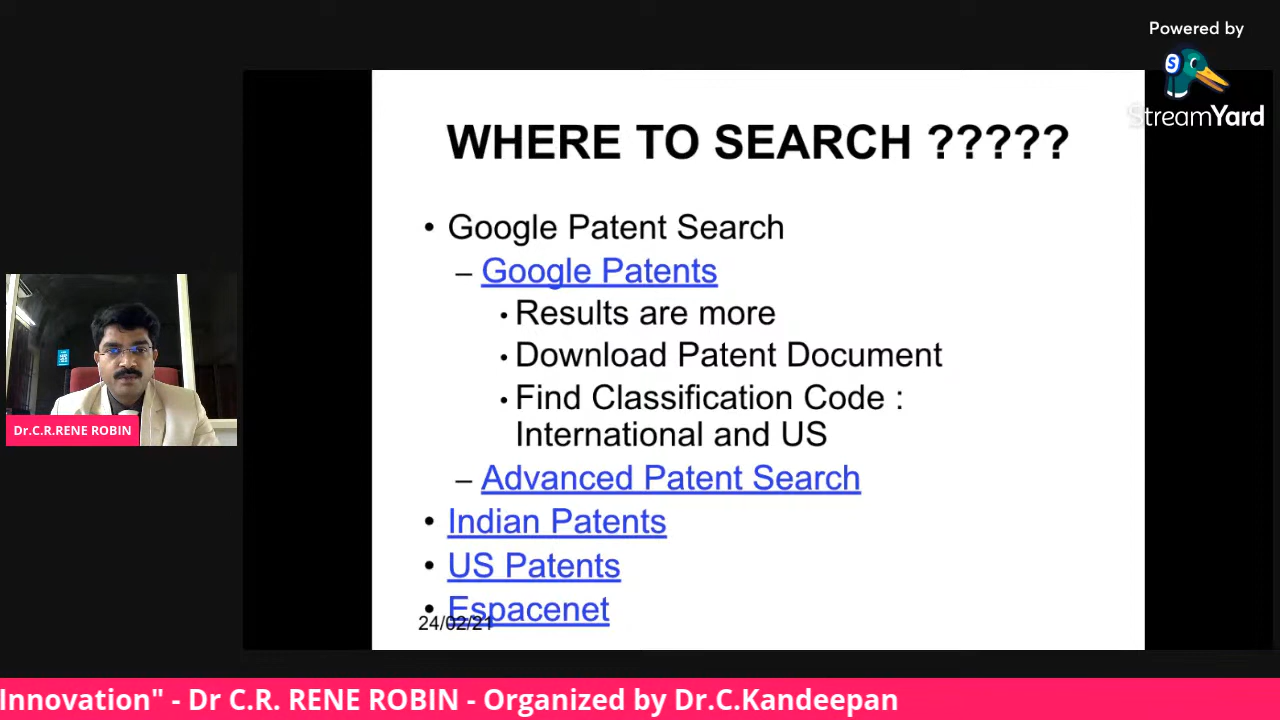 Powered by
StreamYard
WHERE TO SEARCH ?????
• Google Patent Search
– Google Patents
• Results are more
• Download Patent Document
• Find Classification Code :
International and US
– Advanced Patent Search
• Indian Patents
• US Patents
• Espacenet
24/02/21
Dr.C.R.RENE ROBIN
Innovation" - Dr C.R. RENE ROBIN - Organized by Dr.C.Kandeepan